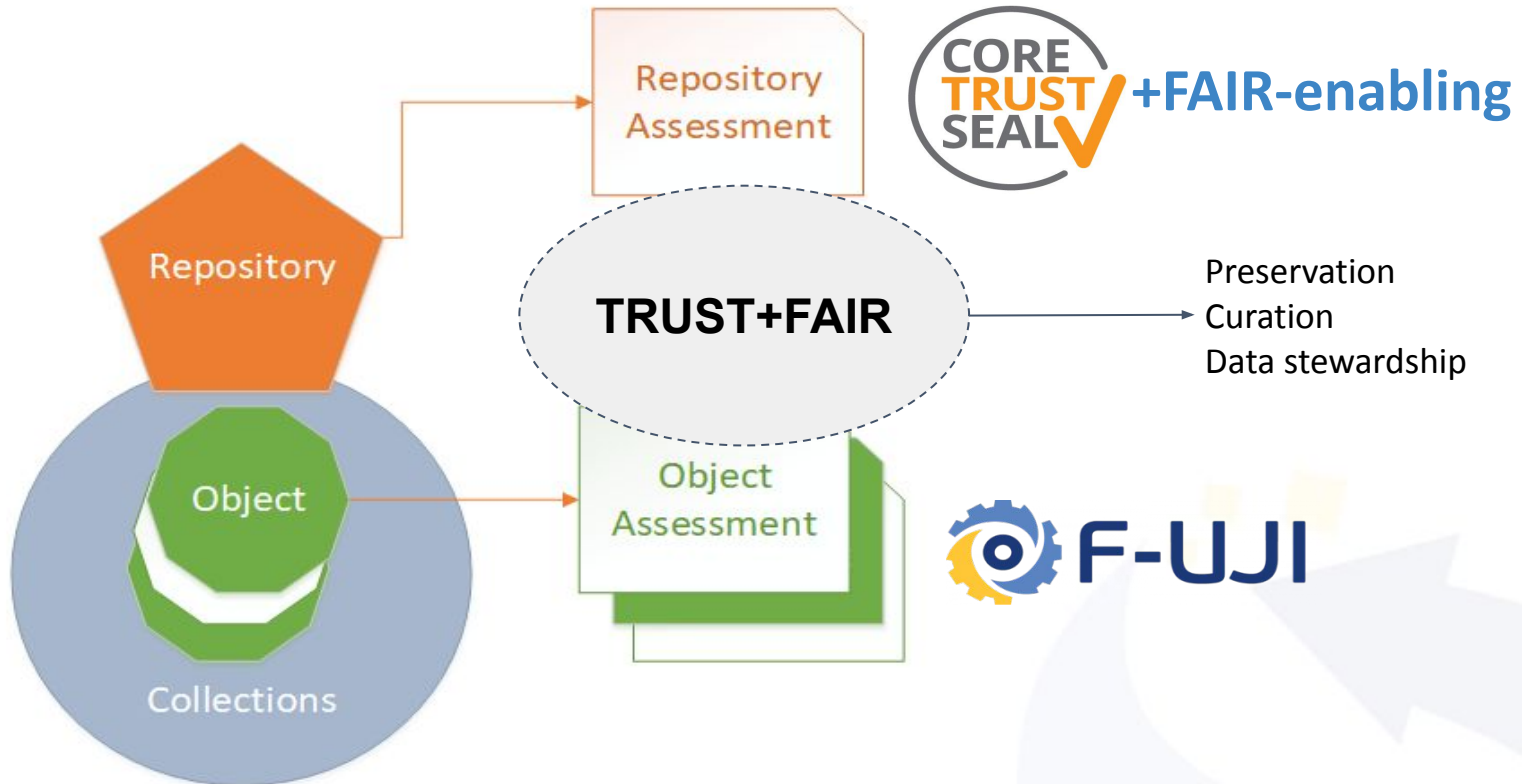 Repository
Assessment
CORE
TRUST
SEAL
+FAIR-enabling
Repository
TRUST+FAIR
Preservation
Curation
Data stewardship
Object
Object
Assessment
F-UJI
Collections